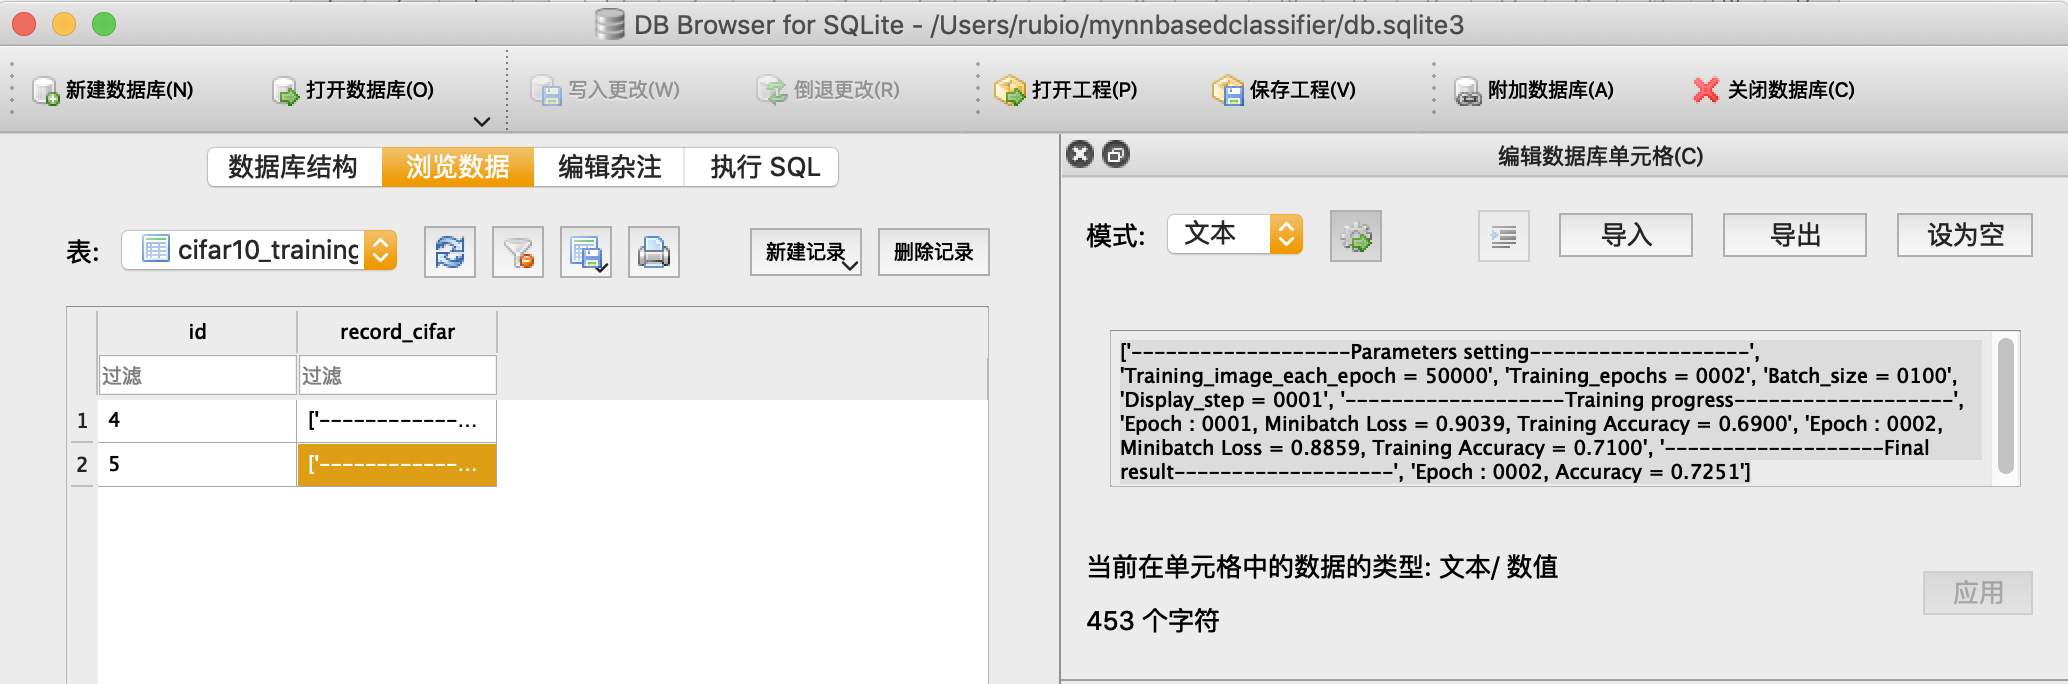 DB Browser for SQLite - /Users/rubio/mynnbasedclassifier/db.sqlite3
新建数据库(N) 打开数据库(O) 写入更改(W) 倒退更改(R) 打开工程(P) 保存工程(V) 附加数据库(A) 关闭数据库(C)
数据库结构 浏览数据 编辑杂注 执行 SQL
表: cifar10_training 新建记录 删除记录
id record_cifar
过滤 过滤
1 4 ['------------...
2 5 ['------------...
编辑数据库单元格(C)
模式: 文本 导入 导出 设为空
['-------------------Parameters setting-------------------',
'Training_image_each_epoch = 50000', 'Training_epochs = 0002', 'Batch_size = 0100',
'Display_step = 0001', '-------------------Training progress-------------------',
'Epoch : 0001, Minibatch Loss = 0.9039, Training Accuracy = 0.6900', 'Epoch : 0002,
Minibatch Loss = 0.8859, Training Accuracy = 0.7100', '-------------------Final
result-------------------', 'Epoch : 0002, Accuracy = 0.7251']
当前在单元格中的数据的类型: 文本/ 数值
453 个字符
应用